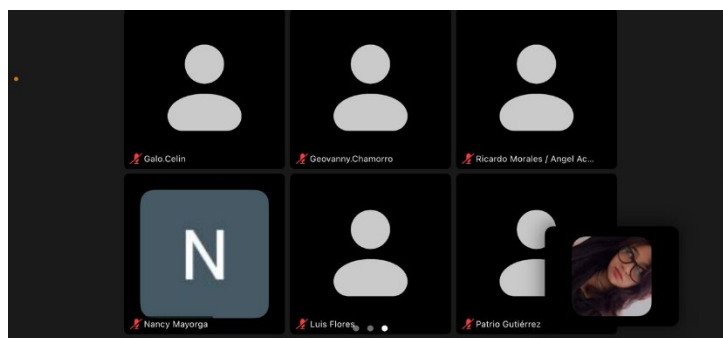 Galo.Celin
Geovanny.Chamorro
Ricardo Morales / Angel Ac...
N
Nancy Mayorga
Luis Flores
Patrio Gutiérrez